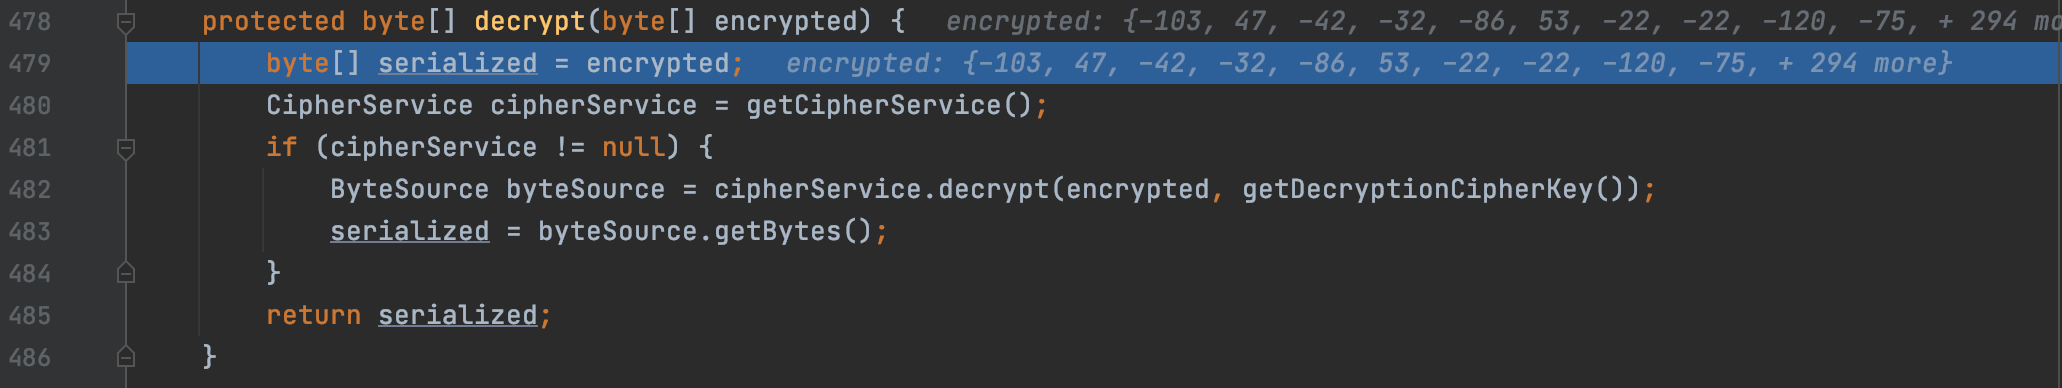 478 protected byte[] decrypt(byte[] encrypted) { encrypted: {-103, 47, -42, -32, -86, 53, -22, -22, -120, -75, + 294 mo
479 byte[] serialized = encrypted; encrypted: {-103, 47, -42, -32, -86, 53, -22, -22, -120, -75, + 294 more}
480 CipherService cipherService = getCipherService();
481 if (cipherService != null) {
482 ByteSource byteSource = cipherService.decrypt(encrypted, getDecryptionCipherKey());
483 serialized = byteSource.getBytes();
484 }
485 return serialized;
486 }